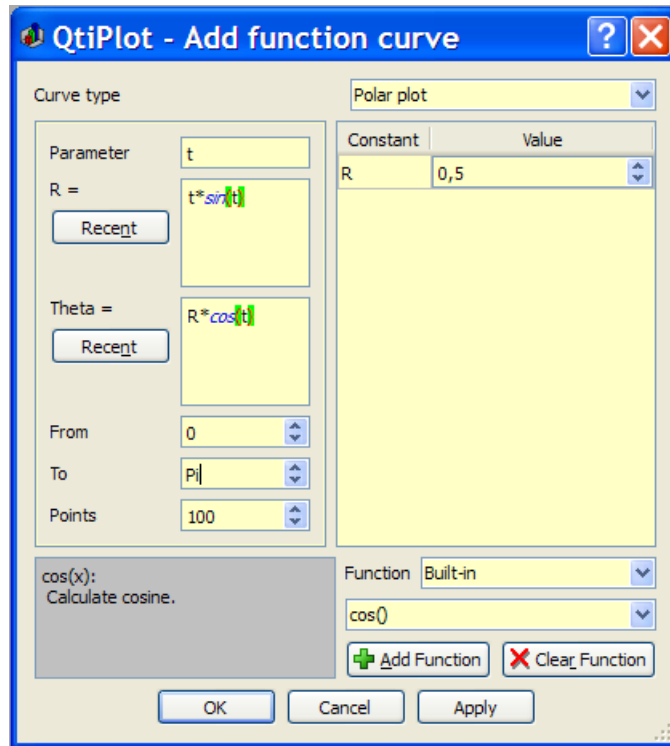 QtiPlot - Add function curve
Curve type
Polar plot
Parameter
t
R =
Recent
t*sin(t)
Theta =
Recent
R*cos(t)
From
0
To
Pi
Points
100
Constant Value
R 0,5
cos(x):
Calculate cosine.
Function Built-in
cos()
Add Function
Clear Function
OK Cancel Apply